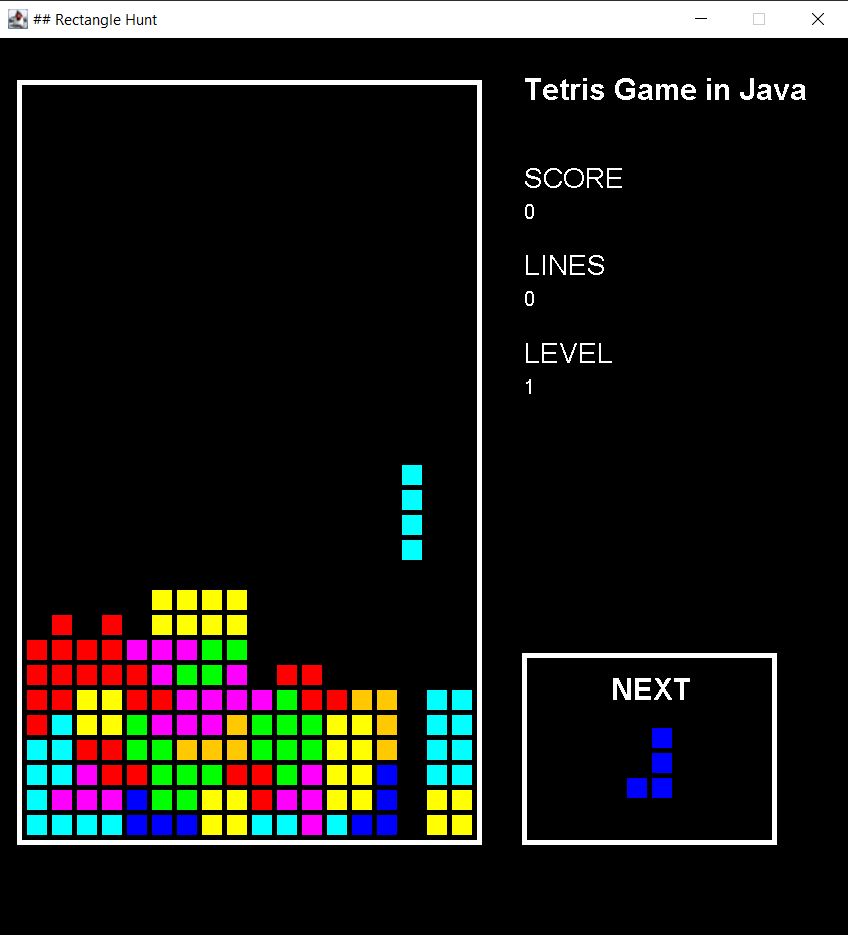 ## Rectangle Hunt
Tetris Game in Java
SCORE
0
LINES
0
LEVEL
1
NEXT